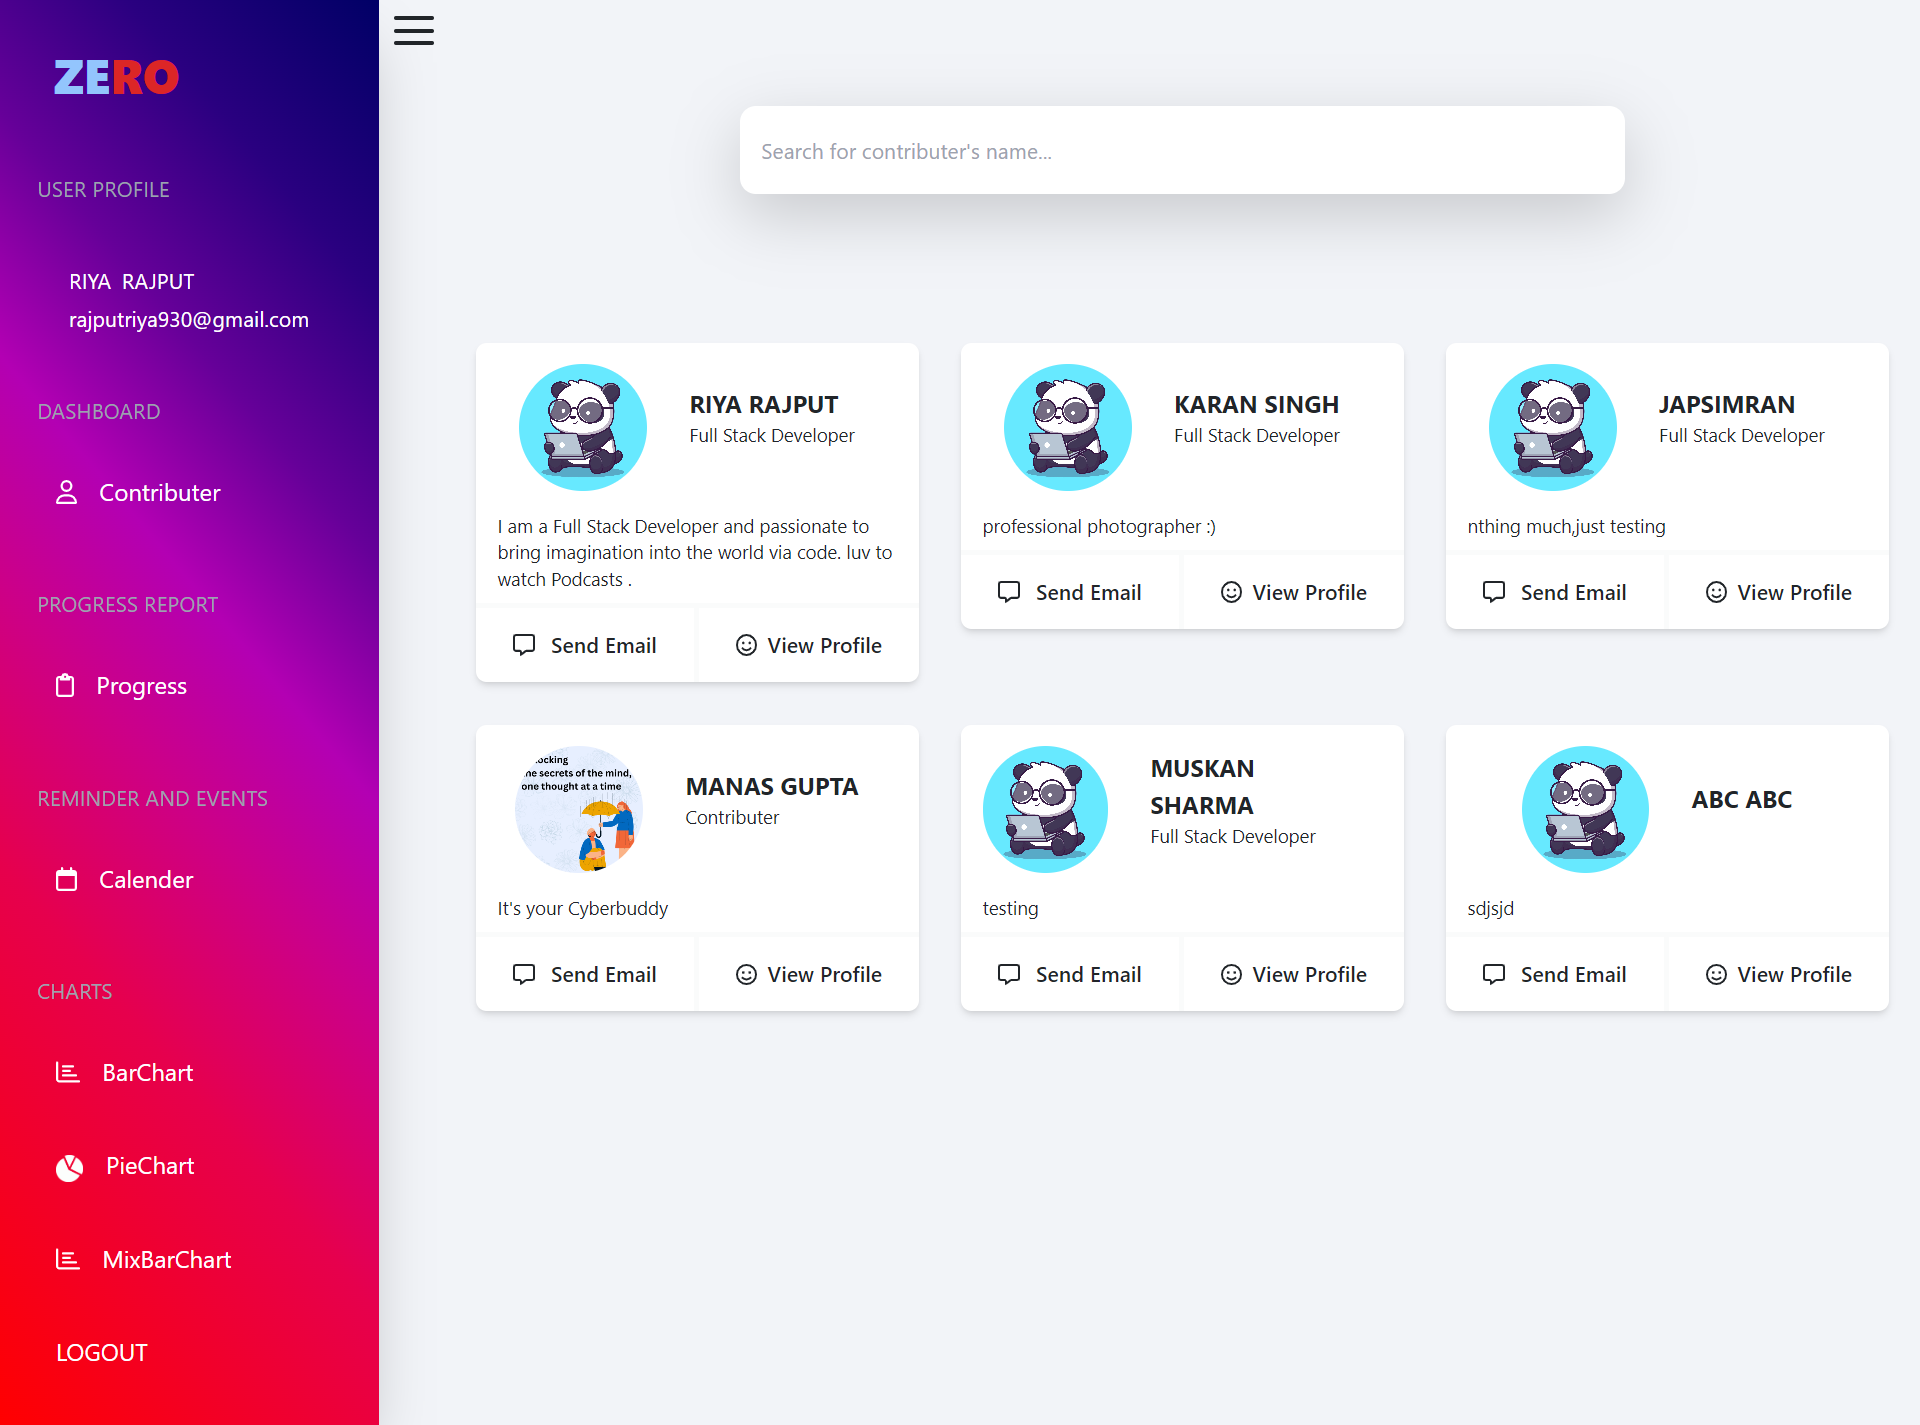 ZERO
USER PROFILE
RIYA RAJPUT
rajputriya930@gmail.com
DASHBOARD
Contributer
PROGRESS REPORT
Progress
REMINDER AND EVENTS
Calender
CHARTS
BarChart
PieChart
MixBarChart
LOGOUT
Search for contributer's name...
RIYA RAJPUT
Full Stack Developer
I am a Full Stack Developer and passionate to
bring imagination into the world via code. luv to
watch Podcasts .
Send Email
View Profile
KARAN SINGH
Full Stack Developer
professional photographer :)
Send Email
View Profile
JAPSIMRAN
Full Stack Developer
nthing much,just testing
Send Email
View Profile
ocking
he secrets of the mind,
one thought at a time
MANAS GUPTA
Contributer
It's your Cyberbuddy
Send Email
View Profile
MUSKAN
SHARMA
Full Stack Developer
testing
Send Email
View Profile
ABC ABC
sdjsjd
Send Email
View Profile